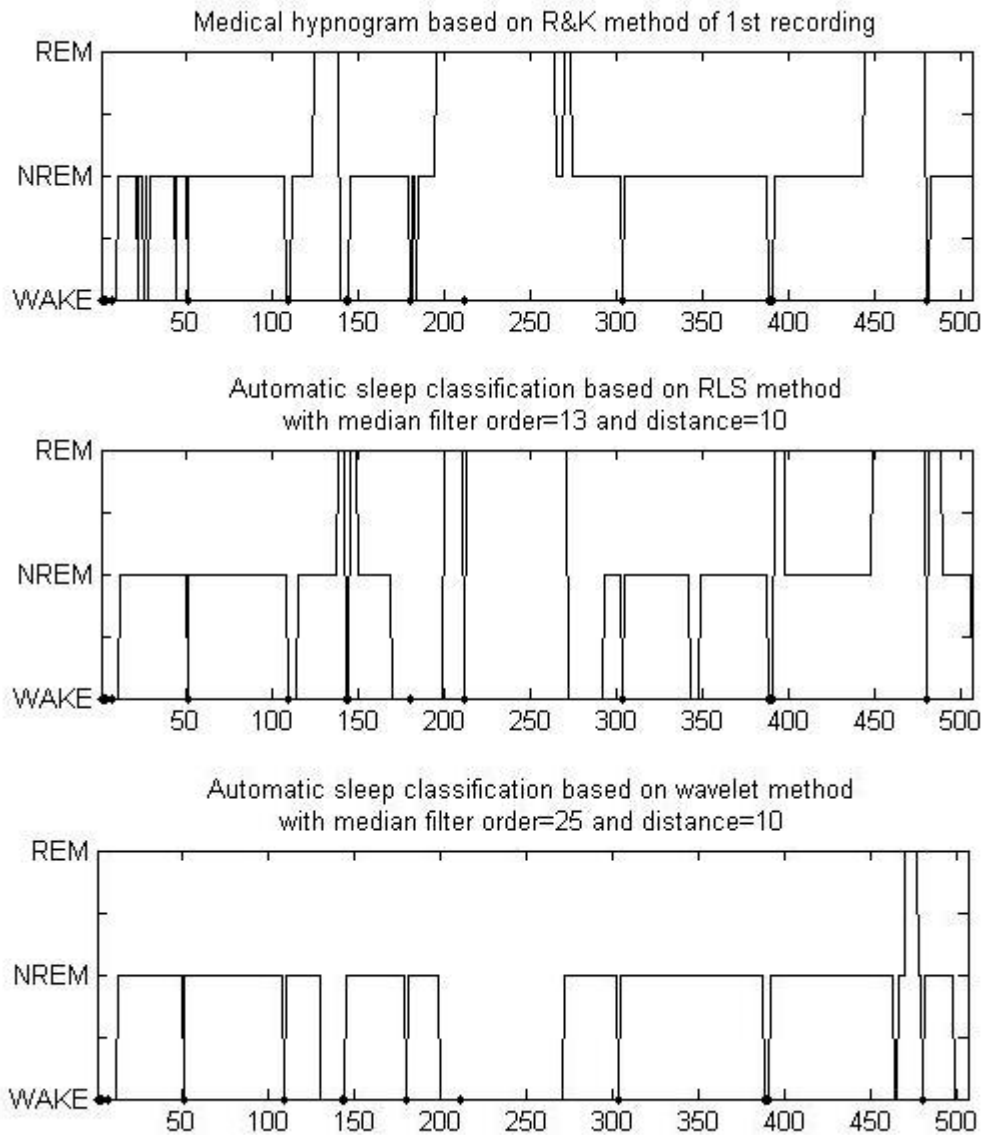 Medical hypnogram based on R&K method of 1st recording
REM
NREM
WAKE
50 100 150 200 250 300 350 400 450 500
Automatic sleep classification based on RLS method
with median filter order=13 and distance=10
REM
NREM
WAKE
50 100 150 200 250 300 350 400 450 500
Automatic sleep classification based on wavelet method
with median filter order=25 and distance=10
REM
NREM
WAKE
50 100 150 200 250 300 350 400 450 500